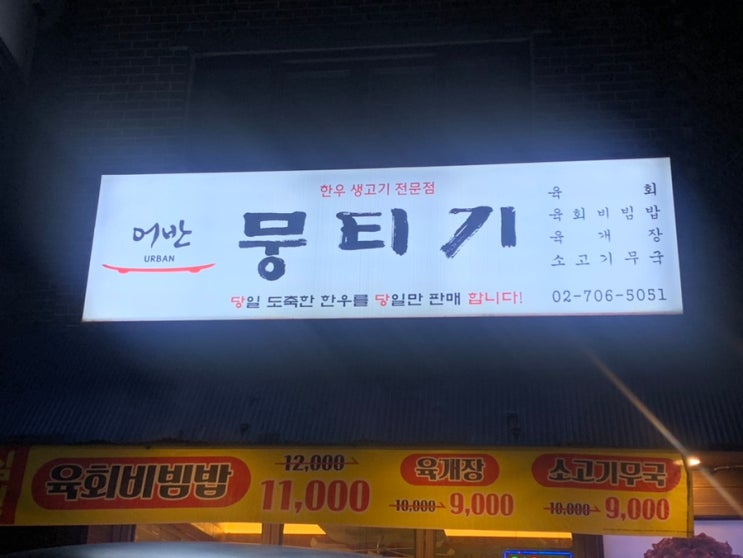 한우 생고기 전문점
어반
URBAN
뭉티기
육회
육회비빔밥
육개장
소고기무국
당일 도축한 한우를 당일만 판매 합니다!
02-706-5051
육회비빔밥 12,000 11,000
육개장 10,000 9,000
소고기무국 10,000 9,000